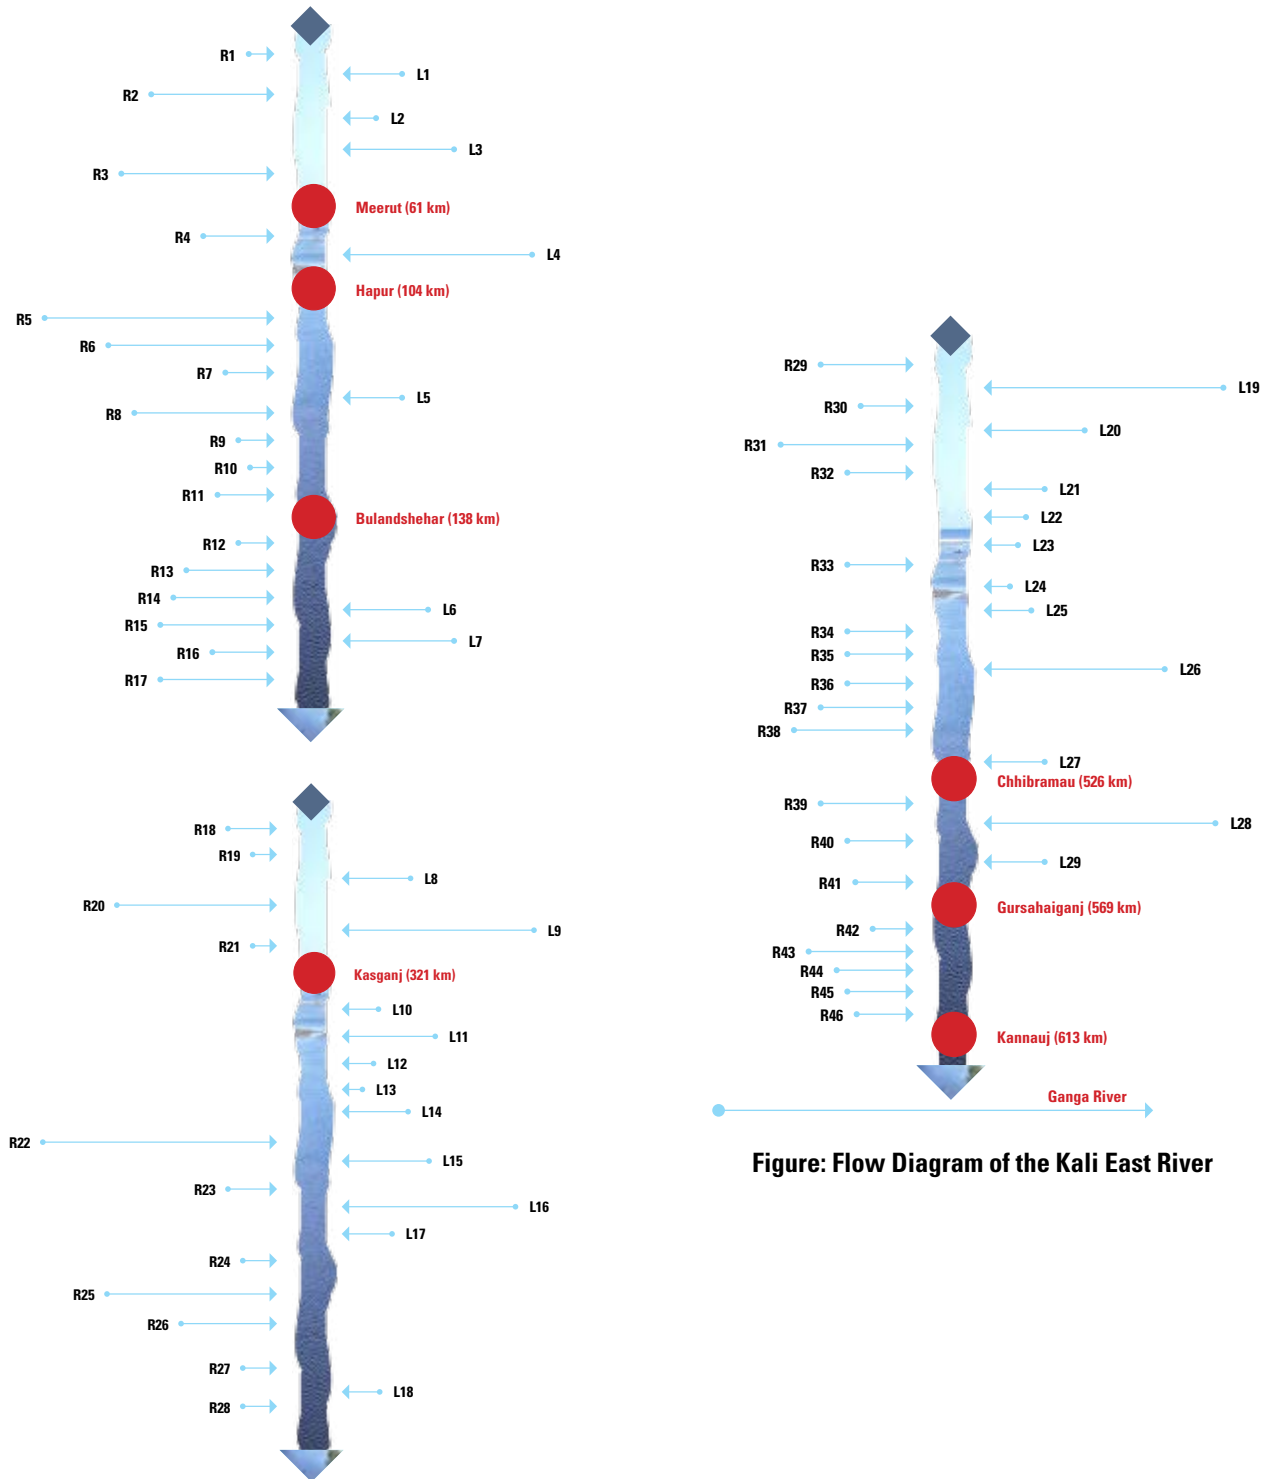 R1
L1
R2
L2
L3
R3
Meerut (61 km)
R4
L4
Hapur (104 km)
R5
R6
R7
L5
R8
R9
R10
R11
Bulandshehar (138 km)
R12
R13
R14
L6
R15
L7
R16
R17
R18
R19
L8
R20
L9
R21
Kasganj (321 km)
L10
L11
L12
L13
L14
R22
L15
R23
L16
L17
R24
R25
R26
R27
L18
R28
R29
L19
R30
L20
R31
R32
L21
L22
L23
R33
L24
L25
R34
R35
L26
R36
R37
R38
L27
Chhibramau (526 km)
R39
L28
R40
L29
R41
Gursahaiganj (569 km)
R42
R43
R44
R45
R46
Kannauj (613 km)
Ganga River
Figure: Flow Diagram of the Kali East River